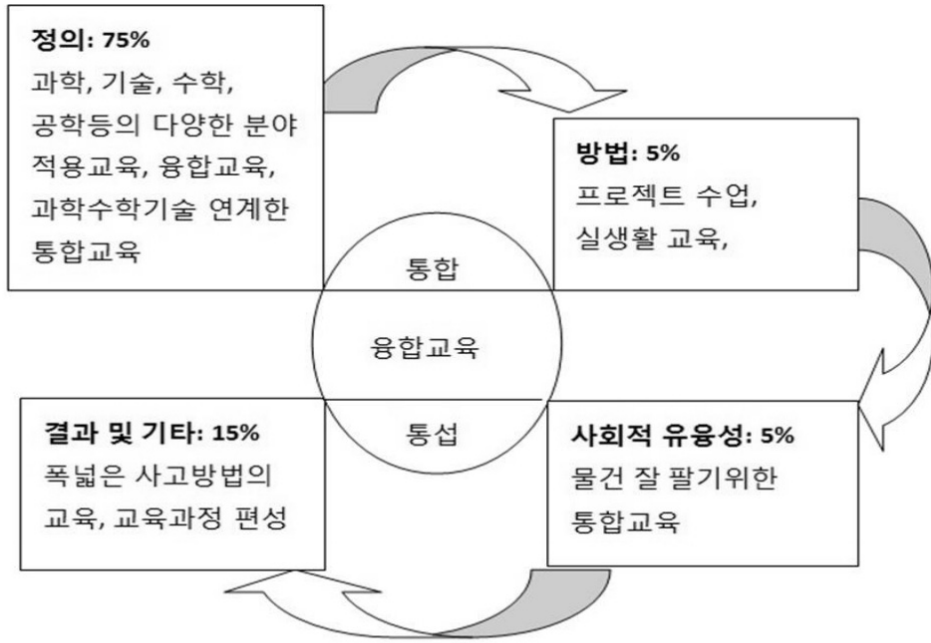 정의: 75%
과학, 기술, 수학,
공학등의 다양한 분야
적용교육, 융합교육,
과학수학기술 연계한
통합교육
방법: 5%
프로젝트 수업,
실생활 교육,
통합
융합교육
통섭
결과 및 기타: 15%
폭넓은 사고방법의
교육, 교육과정 편성
사회적 유융성: 5%
물건 잘 팔기위한
통합교육